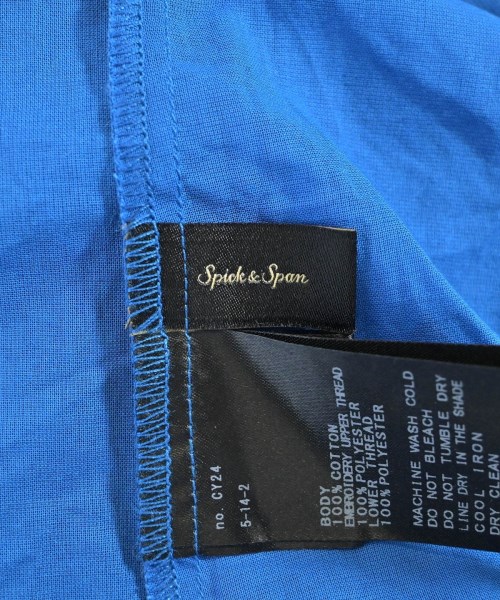 Spick & Span
no. CY24
5-14-2
BODY
100% COTTON
EMBROIDERY UPPER THREAD
100% POLYESTER
LOWER THREAD
100% POLYESTER
MACHINE WASH COLD
DO NOT BLEACH
DO NOT TUMBLE DRY
LINE DRY IN THE SHADE
COOL IRON
DRY CLEAN